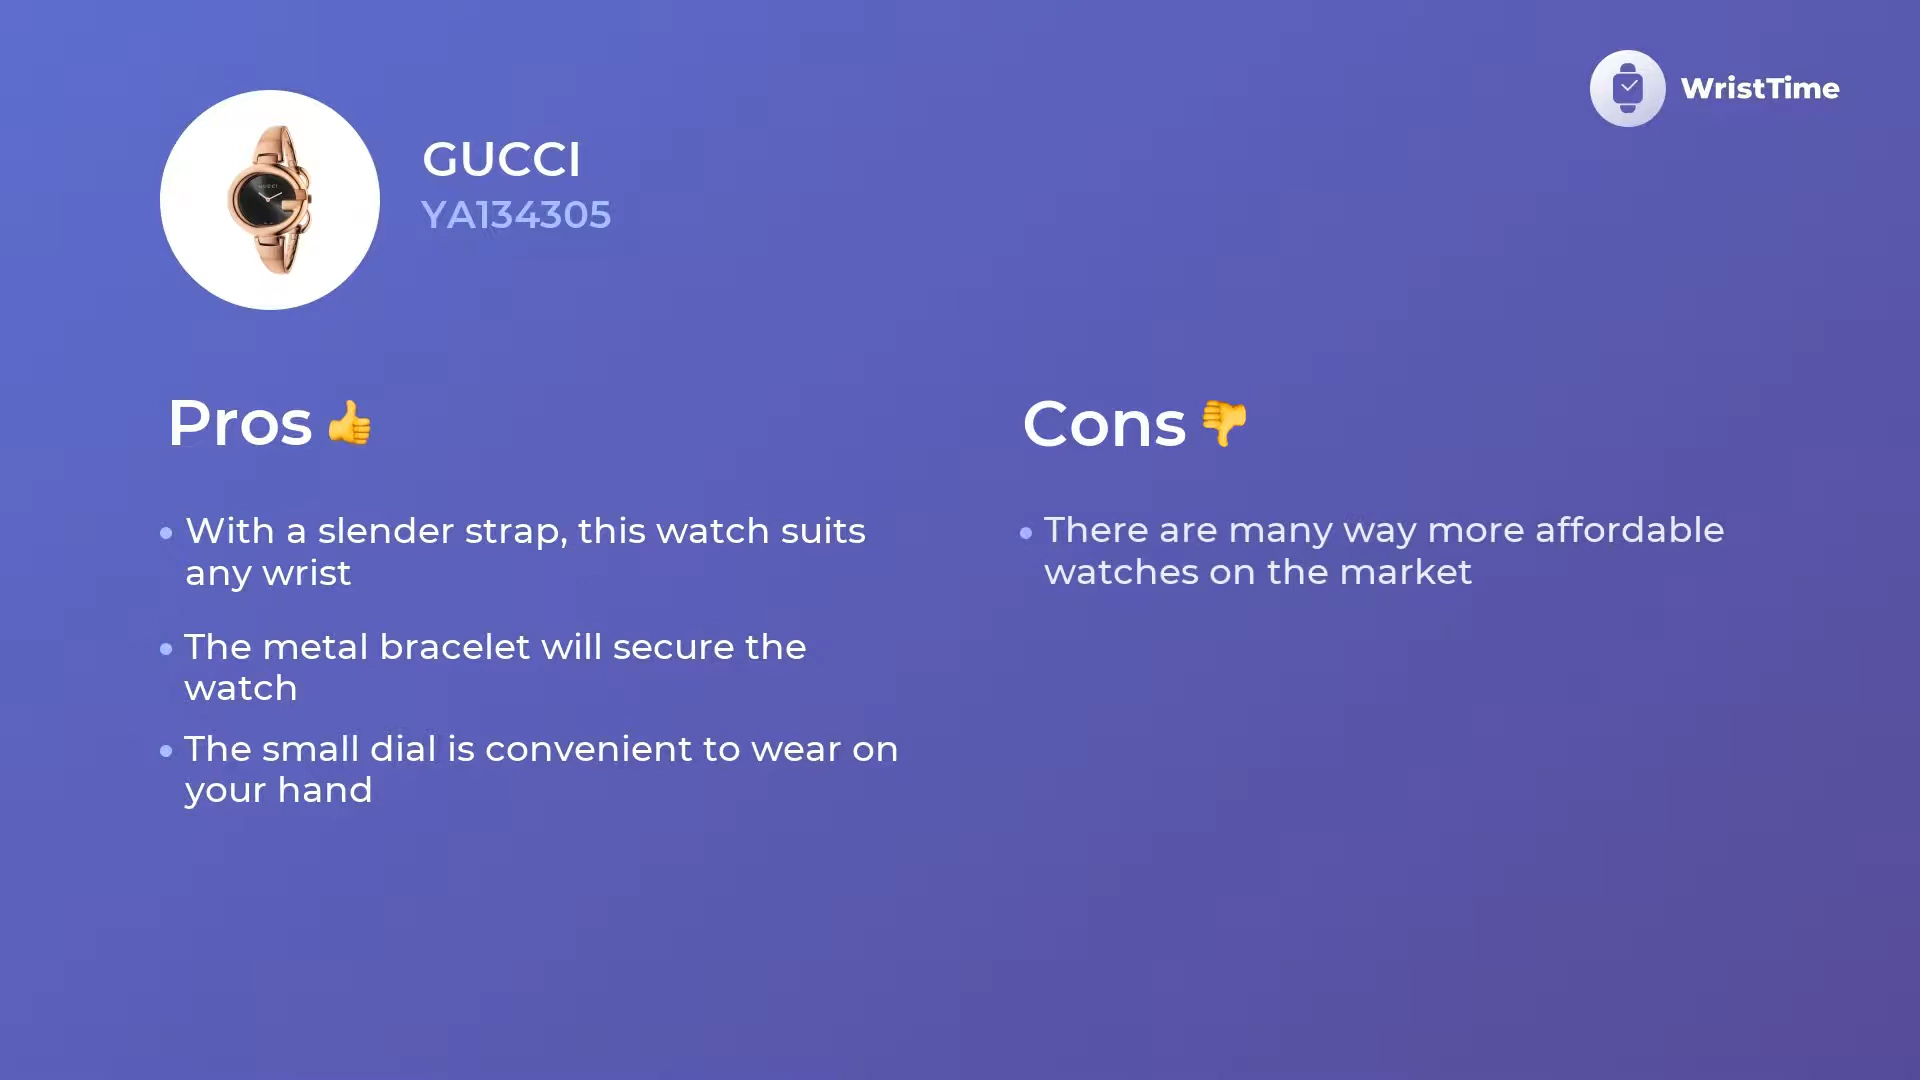 WristTime
GUCCI
GUCCI
YA134305
Pros
With a slender strap, this watch suits
any wrist
The metal bracelet will secure the
watch
The small dial is convenient to wear on
your hand
Cons
There are many way more affordable
watches on the market